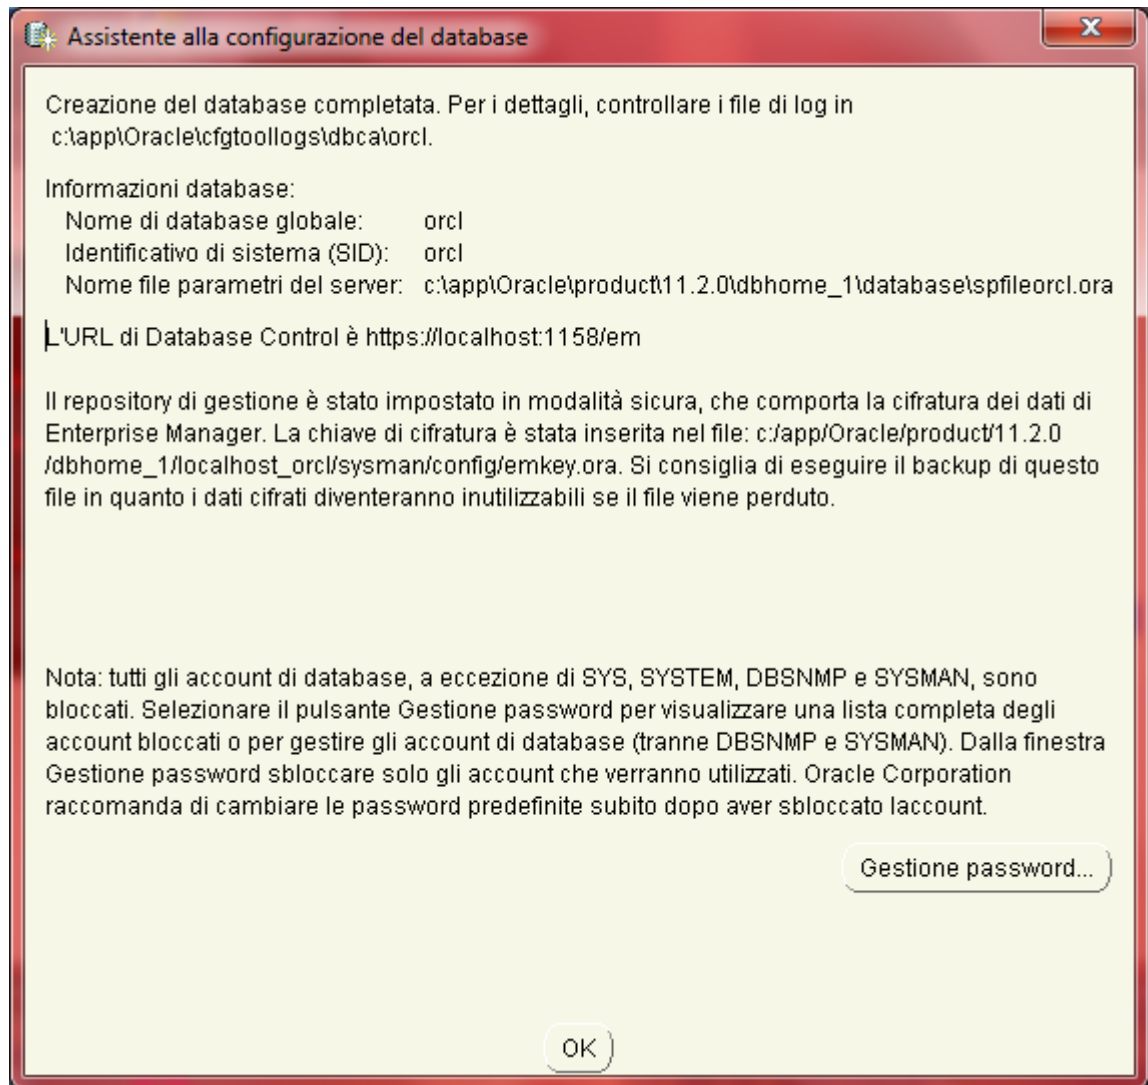 Assistente alla configurazione del database
Creazione del database completata. Per i dettagli, controllare i file di log in
c:\app\Oracle\cfgtoollogs\dbca\orcl.
Informazioni database:
Nome di database globale: orcl
Identificativo di sistema (SID): orcl
Nome file parametri del server: c:\app\Oracle\product\11.2.0\dbhome_1\database\spfileorcl.ora
L'URL di Database Control è https://localhost:1158/em
Il repository di gestione è stato impostato in modalità sicura, che comporta la cifratura dei dati di
Enterprise Manager. La chiave di cifratura è stata inserita nel file: c:/app/Oracle/product/11.2.0
/dbhome_1/localhost_orcl/sysman/config/emkey.ora. Si consiglia di eseguire il backup di questo
file in quanto i dati cifrati diventeranno inutilizzabili se il file viene perduto.
Nota: tutti gli account di database, a eccezione di SYS, SYSTEM, DBSNMP e SYSMAN, sono
bloccati. Selezionare il pulsante Gestione password per visualizzare una lista completa degli
account bloccati o per gestire gli account di database (tranne DBSNMP e SYSMAN). Dalla finestra
Gestione password sbloccare solo gli account che verranno utilizzati. Oracle Corporation
raccomanda di cambiare le password predefinite subito dopo aver sbloccato laccount.
Gestione password...
OK